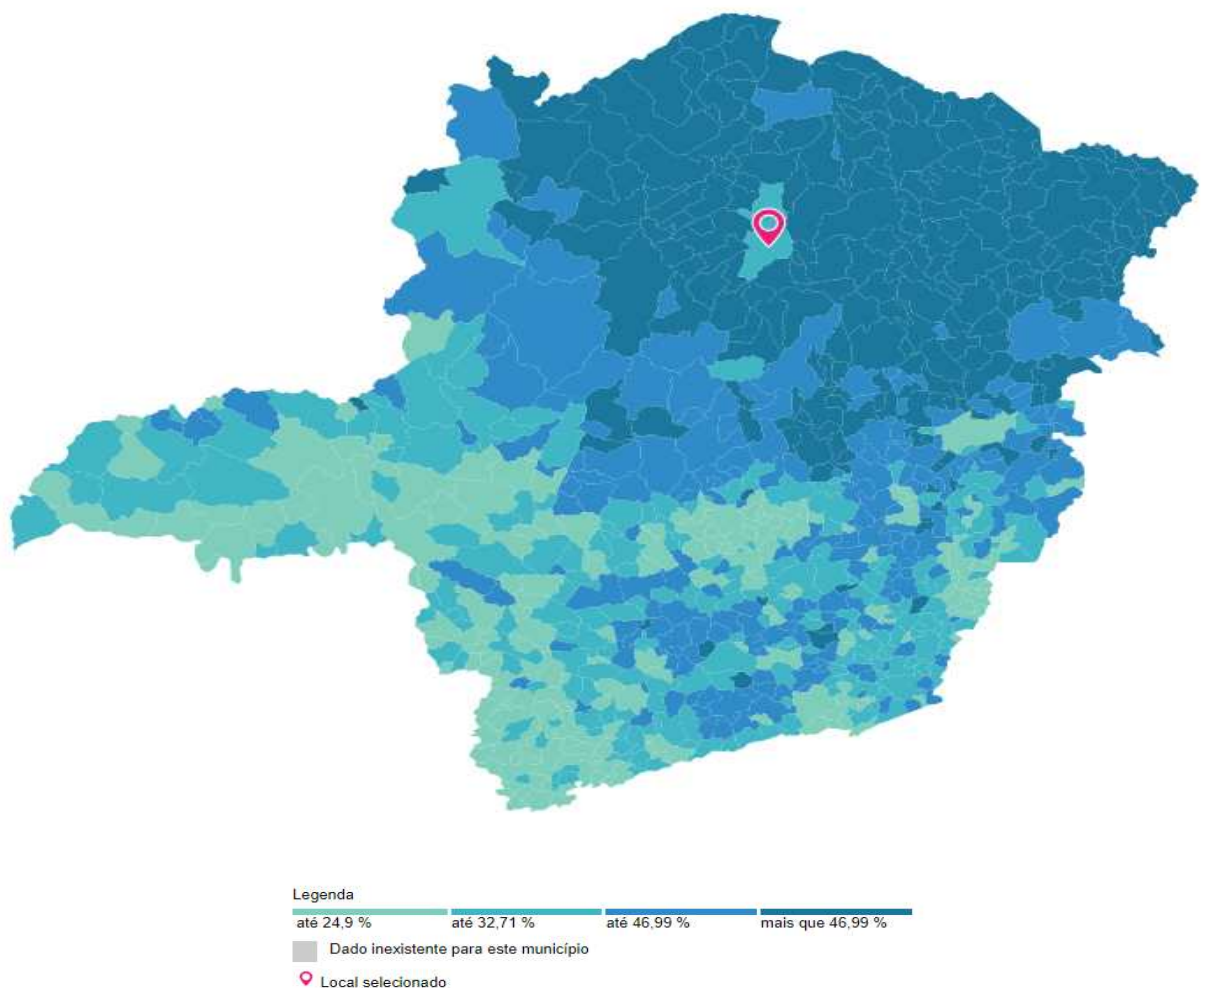 Legenda
até 24,9 %
até 32,71 %
até 46,99 %
mais que 46,99 %
Dado inexistente para este município
Local selecionado